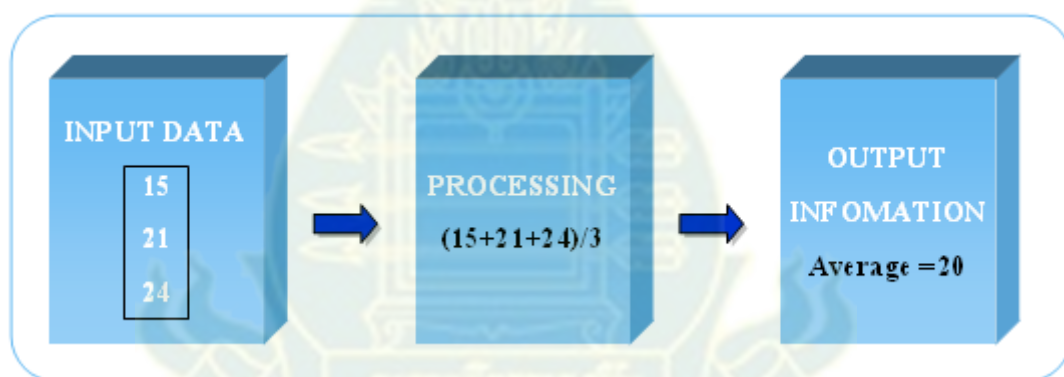 INPUT DATA
15
21
24
PROCESSING
(15+21+24)/3
OUTPUT
INFOMATION
Average =20